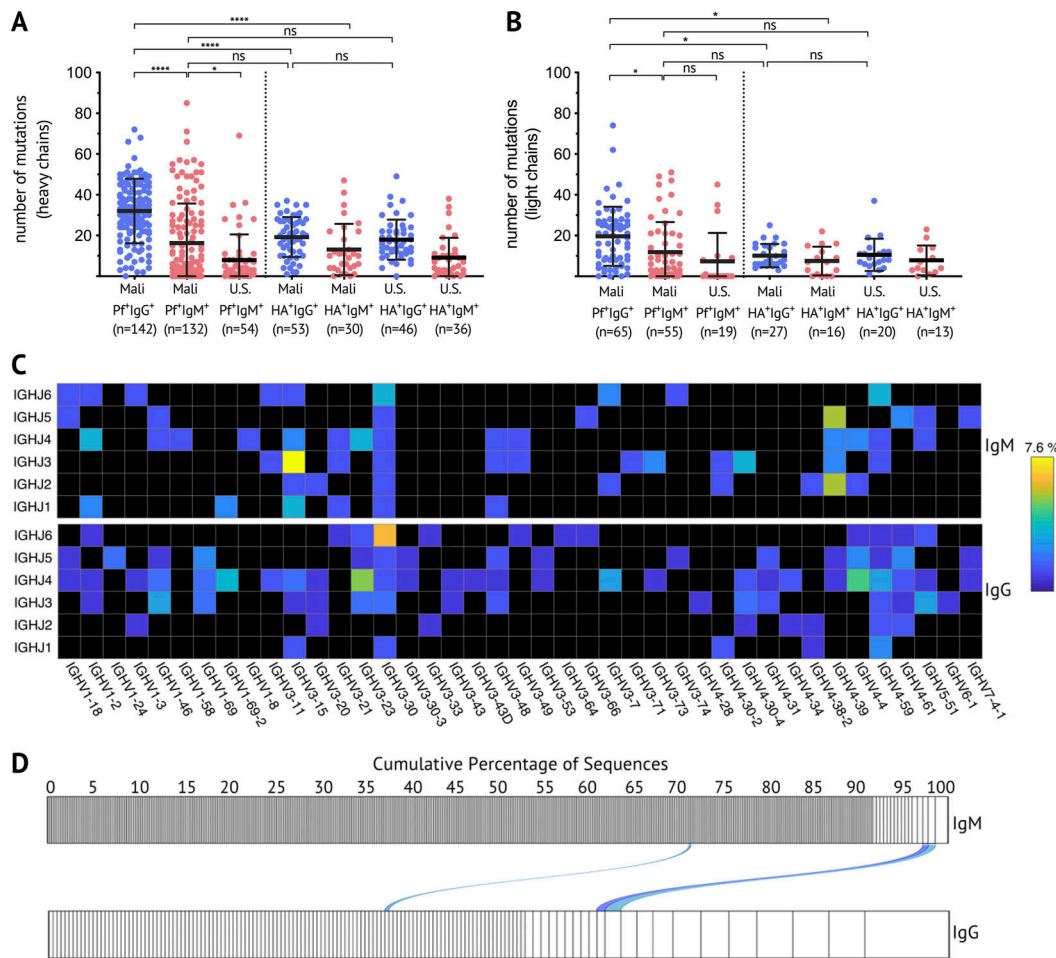 A
B
****
ns
****
ns
ns
****
*
*
ns
*
ns
ns
*
ns
number of mutations
(heavy chains)
100
80
60
40
20
0
number of mutations
(light chains)
100
80
60
40
20
0
Mali Mali U.S. Mali Mali U.S. U.S.
Pf+IgG+ Pf+IgM+ Pf+IgM+ HA+IgG+ HA+IgM+ HA+IgG+ HA+IgM+
(n=142) (n=132) (n=54) (n=53) (n=30) (n=46) (n=36)
Mali Mali U.S. Mali Mali U.S. U.S.
Pf+IgG+ Pf+IgM+ Pf+IgM+ HA+IgG+ HA+IgM+ HA+IgG+ HA+IgM+
(n=65) (n=55) (n=19) (n=27) (n=16) (n=20) (n=13)
C
IGHJ6
IGHJ5
IGHJ4
IGHJ3
IGHJ2
IGHJ1
IgM
7.6 %
IGHJ6
IGHJ5
IGHJ4
IGHJ3
IGHJ2
IGHJ1
IgG
IGHV1-18
IGHV1-2
IGHV1-24
IGHV1-3
IGHV1-46
IGHV1-58
IGHV1-69
IGHV1-69-2
IGHV1-8
IGHV3-11
IGHV3-15
IGHV3-20
IGHV3-21
IGHV3-23
IGHV3-30
IGHV3-30-3
IGHV3-33
IGHV3-43
IGHV3-43D
IGHV3-49
IGHV3-53
IGHV3-64
IGHV3-66
IGHV3-7
IGHV3-71
IGHV3-73
IGHV3-74
IGHV4-28
IGHV4-30-2
IGHV4-30-4
IGHV4-31
IGHV4-34
IGHV4-38-2
IGHV4-39
IGHV4-4
IGHV4-59
IGHV4-61
IGHV5-51
IGHV6-1
IGHV7-4-1
D
Cumulative Percentage of Sequences
0 5 10 15 20 25 30 35 40 45 50 55 60 65 70 75 80 85 90 95 100
IgM
IgG